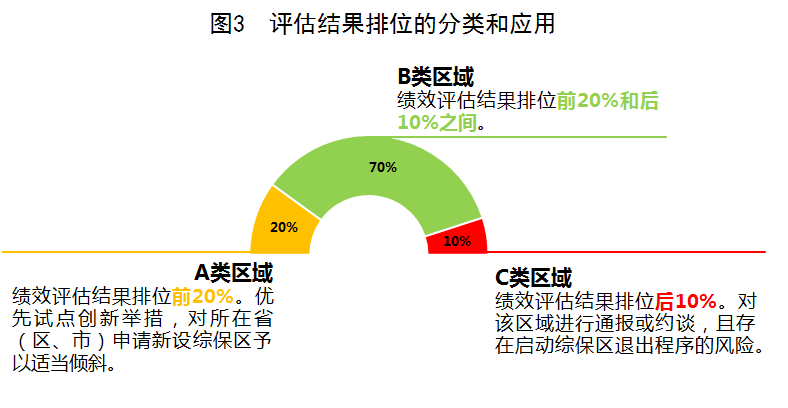 图3 评估结果排位的分类和应用
B类区域
绩效评估结果排位前20%和后
10%之间。
70%
20%
10%
A类区域
绩效评估结果排位前20%。优
先试点创新举措，对所在省
（区、市）申请新设综保区予
以适当倾斜。
C类区域
绩效评估结果排位后10%。对
该区域进行通报或约谈，且存
在启动综保区退出程序的风险。